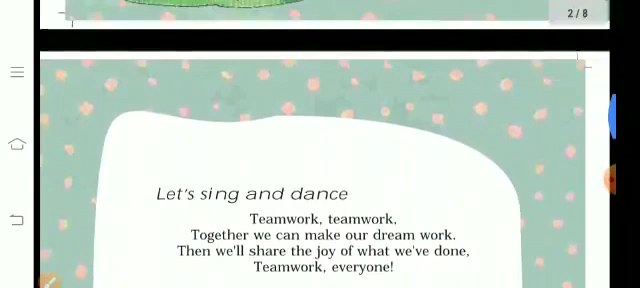 2/8
Let's sing and dance
Teamwork, teamwork,
Together we can make our dream work.
Then we'll share the joy of what we've done,
Teamwork, everyone!